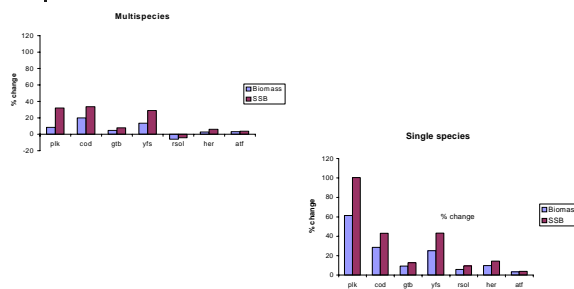 Multispecies
120
100
80
60
40
20
0
-20
% change
plk cod gtb yfs rsol her atf
Biomass
SSB
Single species
120
100
80
60
40
20
0
% change
% change
plk cod gtb yfs rsol her atf
Biomas
SSB